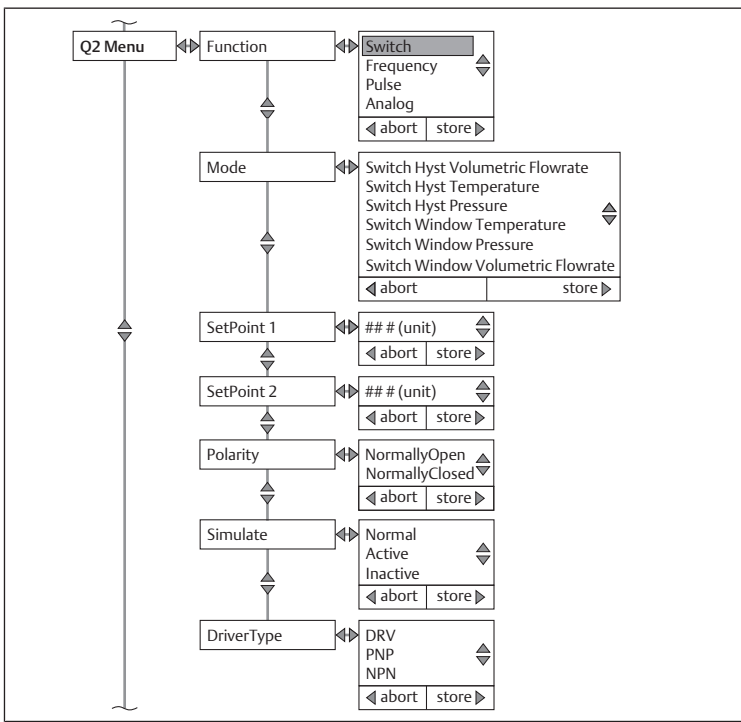 Q2 Menu
Function
Switch
Frequency
Pulse
Analog
abort store
Mode
Switch Hyst Volumetric Flowrate
Switch Hyst Temperature
Switch Hyst Pressure
Switch Window Temperature
Switch Window Pressure
Switch Window Volumetric Flowrate
abort store
SetPoint 1
## # (unit)
abort store
SetPoint 2
## # (unit)
abort store
Polarity
NormallyOpen
NormallyClosed
abort store
Simulate
Normal
Active
Inactive
abort store
DriverType
DRV
PNP
NPN
abort store